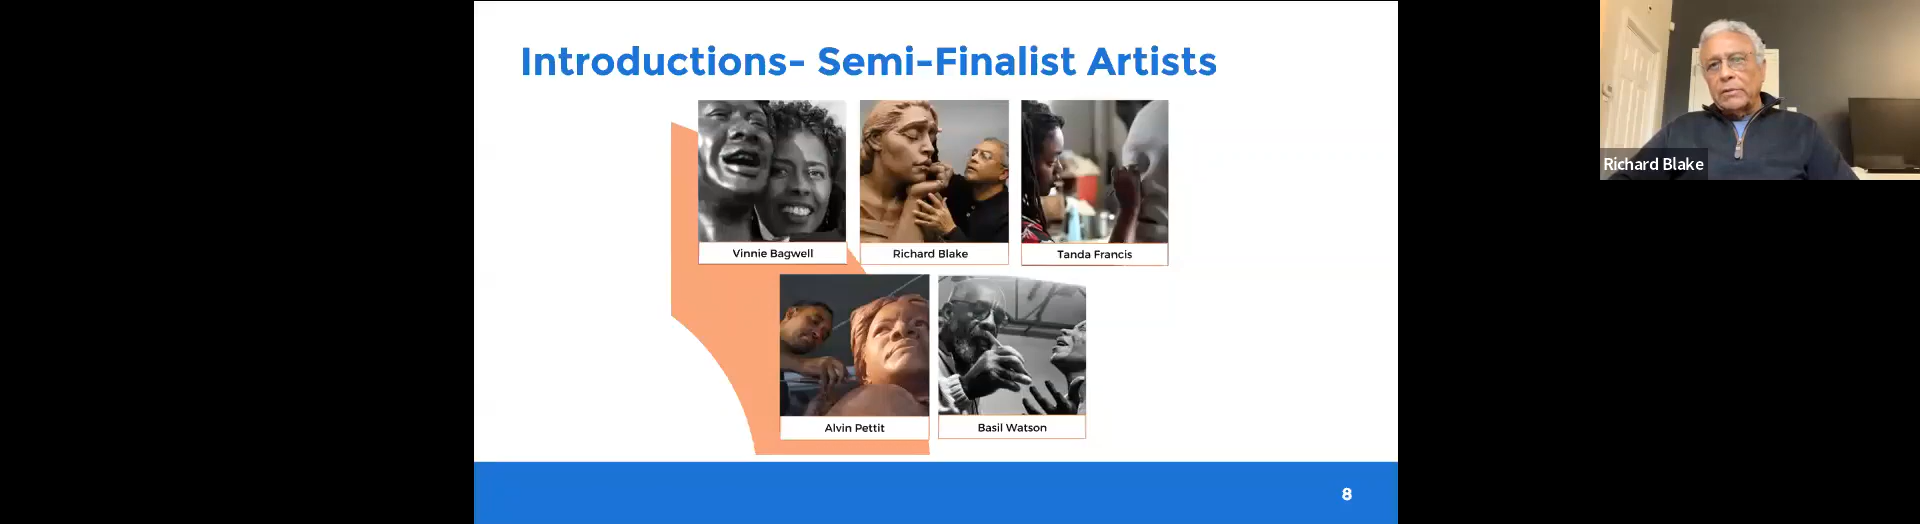 Introductions- Semi-Finalist Artists
Vinnie Bagwell
Richard Blake
Tanda Francis
Alvin Pettit
Basil Watson
8
Richard Blake